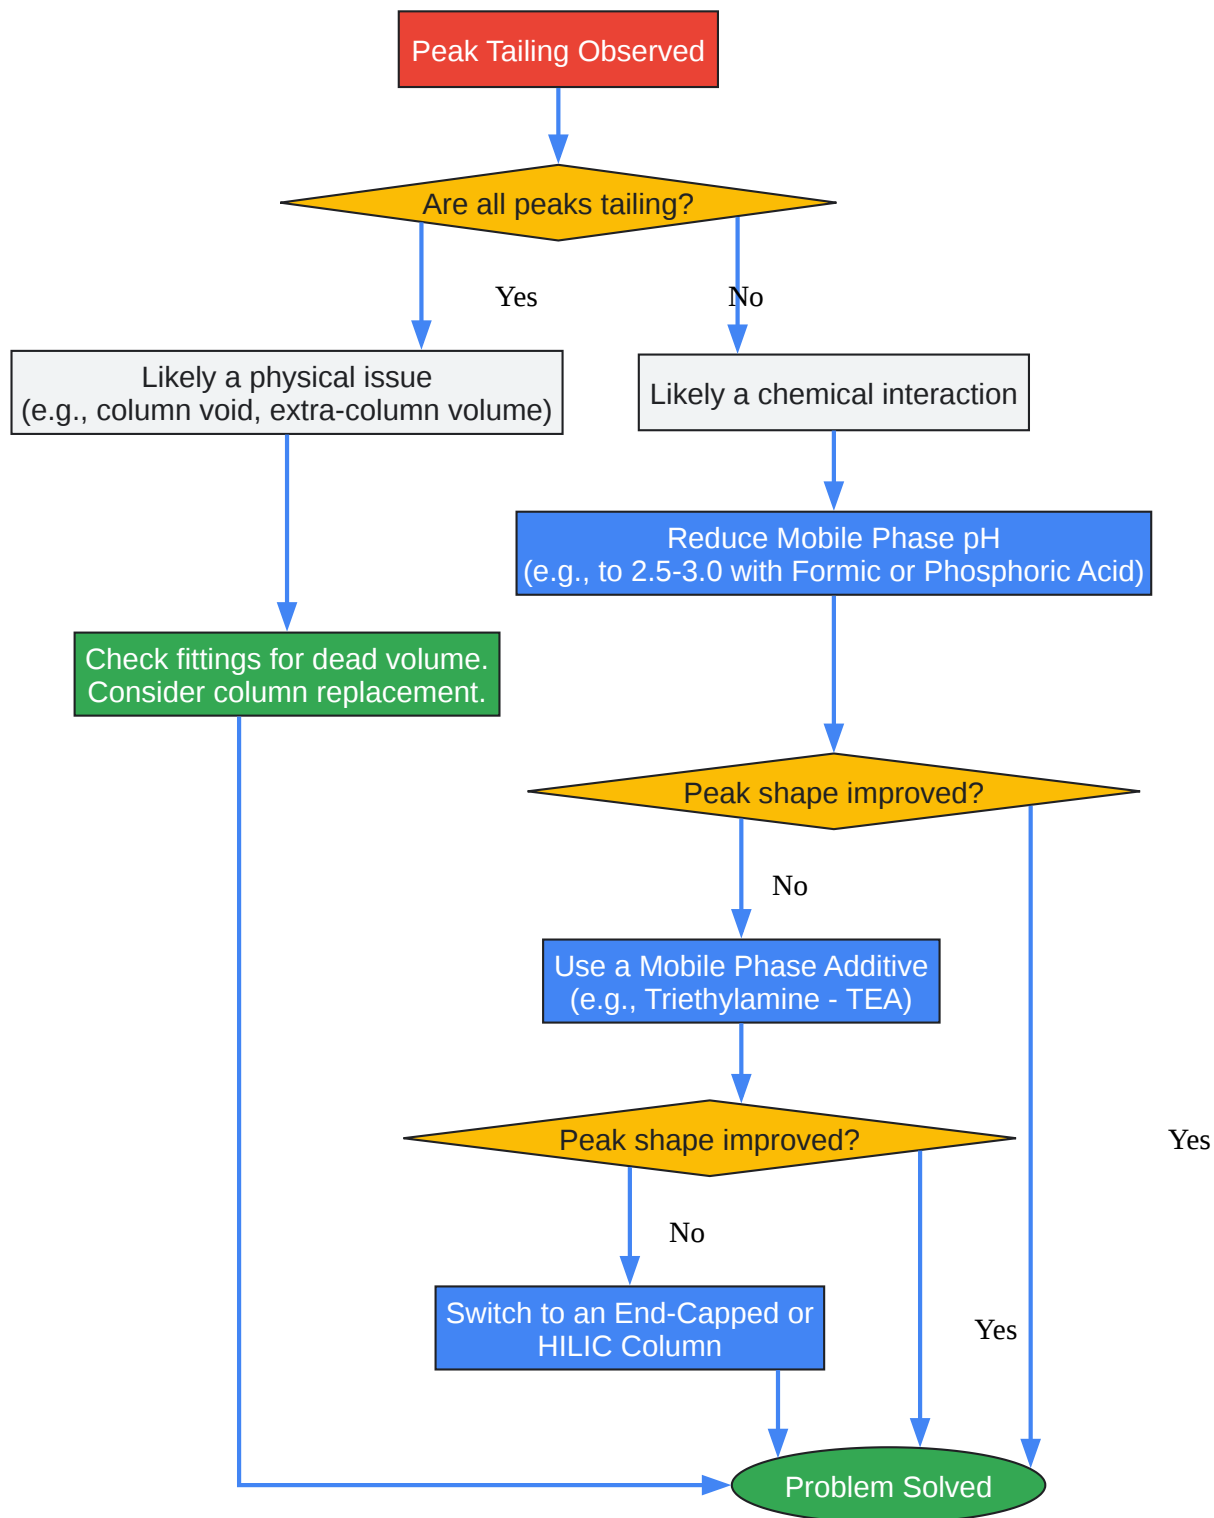 Peak Tailing Observed
Are all peaks tailing?
Yes
No
Likely a physical issue
(e.g., column void, extra-column volume)
Likely a chemical interaction
Reduce Mobile Phase pH
(e.g., to 2.5-3.0 with Formic or Phosphoric Acid)
Check fittings for dead volume.
Consider column replacement.
Peak shape improved?
No
Use a Mobile Phase Additive
(e.g., Triethylamine - TEA)
Peak shape improved?
Yes
No
Switch to an End-Capped or
HILIC Column
Yes
Problem Solved